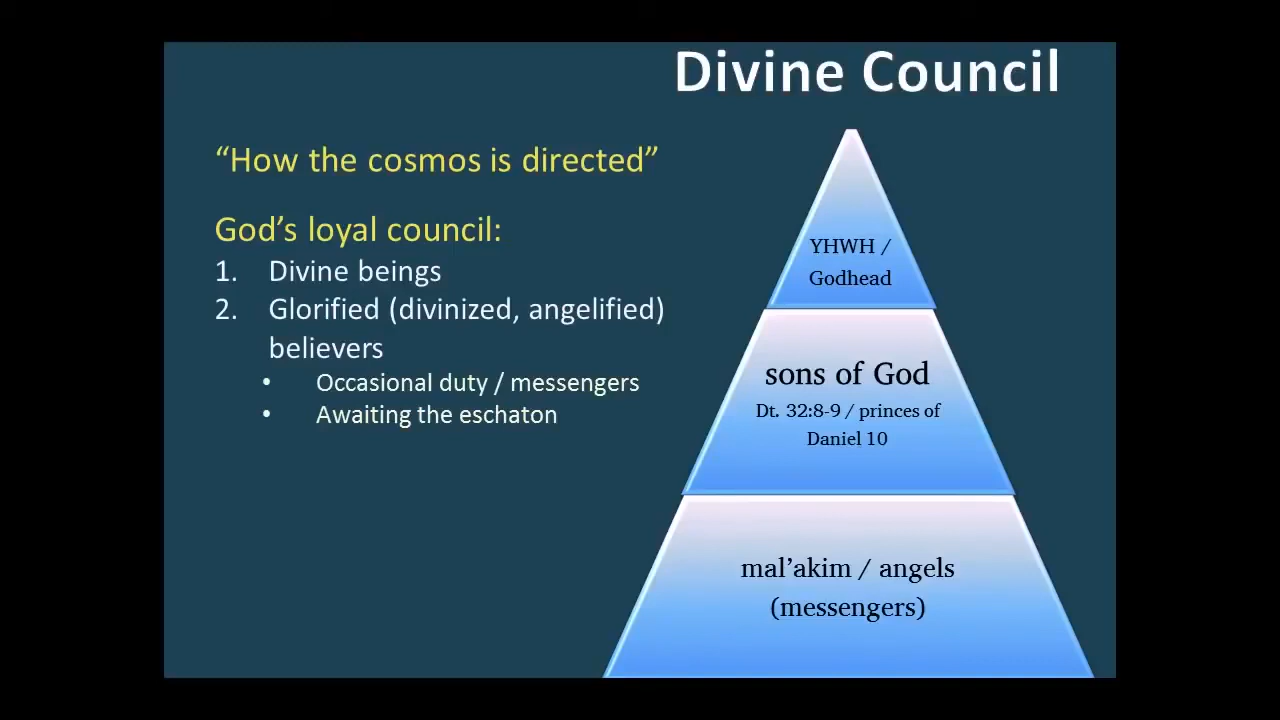 Divine Council
“How the cosmos is directed”
God’s loyal council:
1. Divine beings
2. Glorified (divinized, angelified)
believers
• Occasional duty / messengers
• Awaiting the eschaton
YHWH /
Godhead
sons of God
Dt. 32:8-9 / princes of
Daniel 10
mal’akim / angels
(messengers)